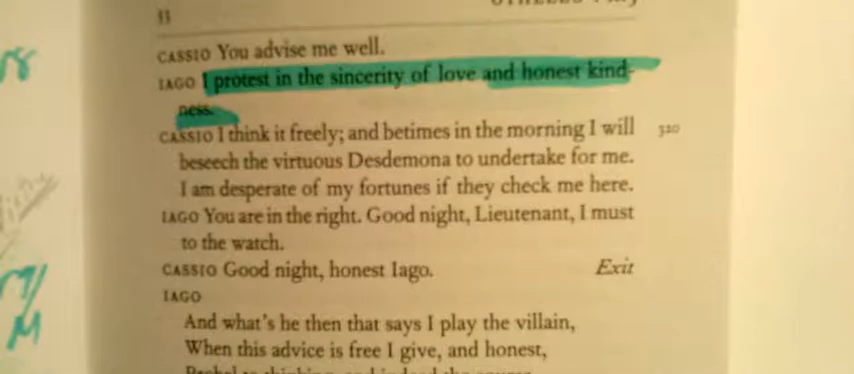 CASSIO You advise me well.
IAGO I protest in the sincerity of love and honest kind-
ness.
CASSIO I think it freely; and betimes in the morning I will 320
beseech the virtuous Desdemona to undertake for me.
I am desperate of my fortunes if they check me here.
IAGO You are in the right. Good night, Lieutenant, I must
to the watch.
CASSIO Good night, honest Iago. Exit
IAGO
And what's he then that says I play the villain,
When this advice is free I give, and honest,